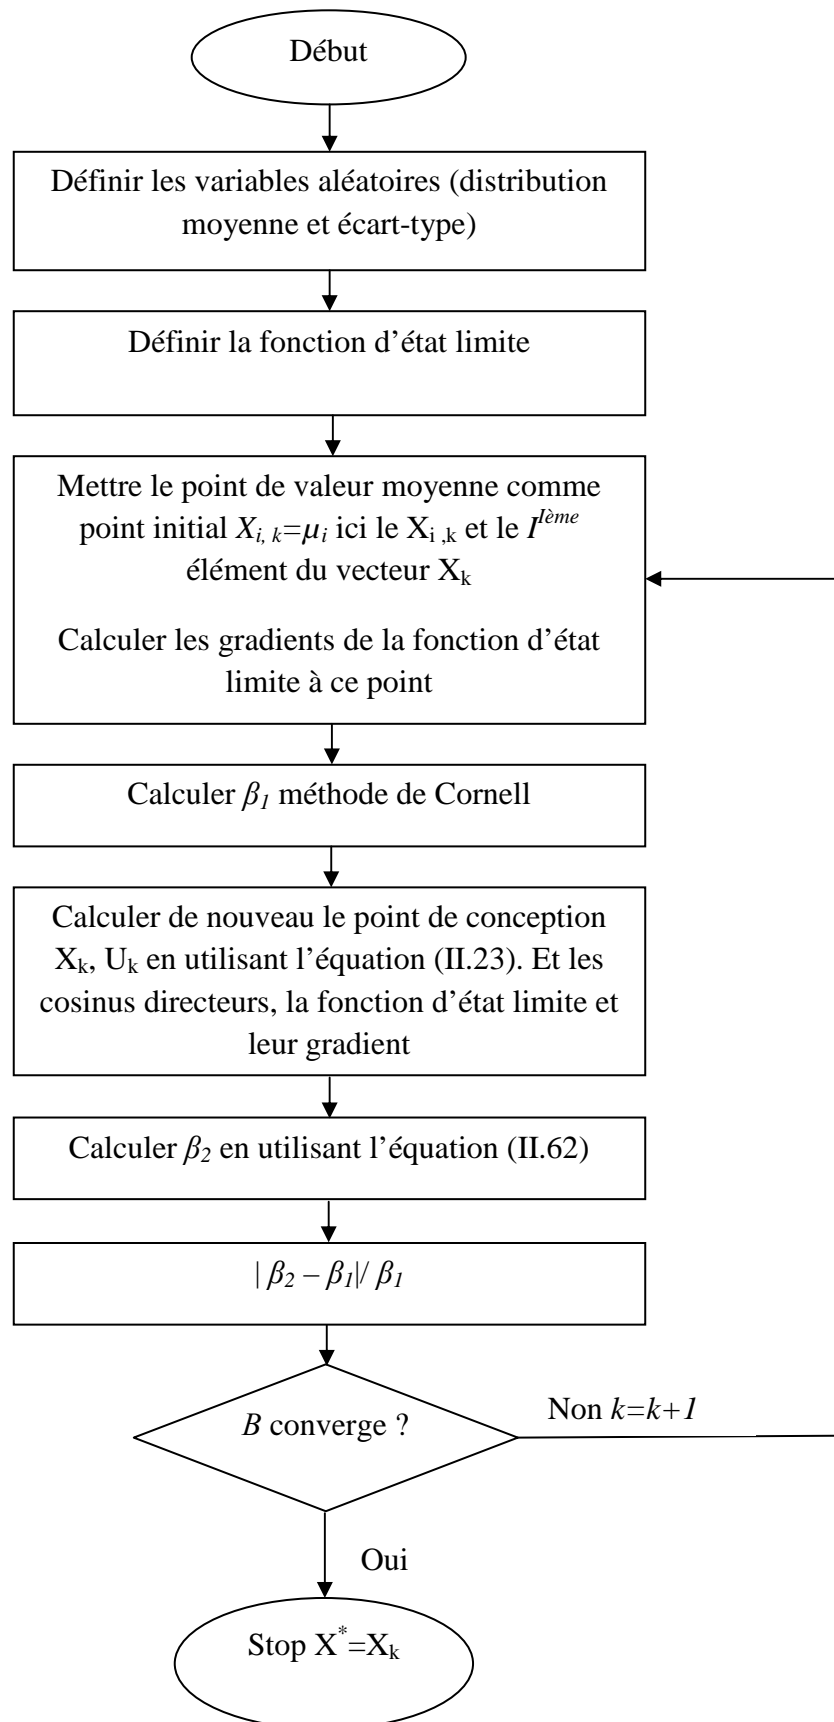 Début
Définir les variables aléatoires (distribution
moyenne et écart-type)
Définir la fonction d’état limite
Mettre le point de valeur moyenne comme
point initial X_{i, k}=μ_i ici le X_{i ,k} et le I^{Ième}
élément du vecteur X_k
Calculer les gradients de la fonction d’état
limite à ce point
Calculer β_1 méthode de Cornell
Calculer de nouveau le point de conception
X_k, U_k en utilisant l’équation (II.23). Et les
cosinus directeurs, la fonction d’état limite et
leur gradient
Calculer β_2 en utilisant l’équation (II.62)
| β_2 – β_1|/ β_1
B converge ?
Non k=k+1
Oui
Stop X^*=X_k